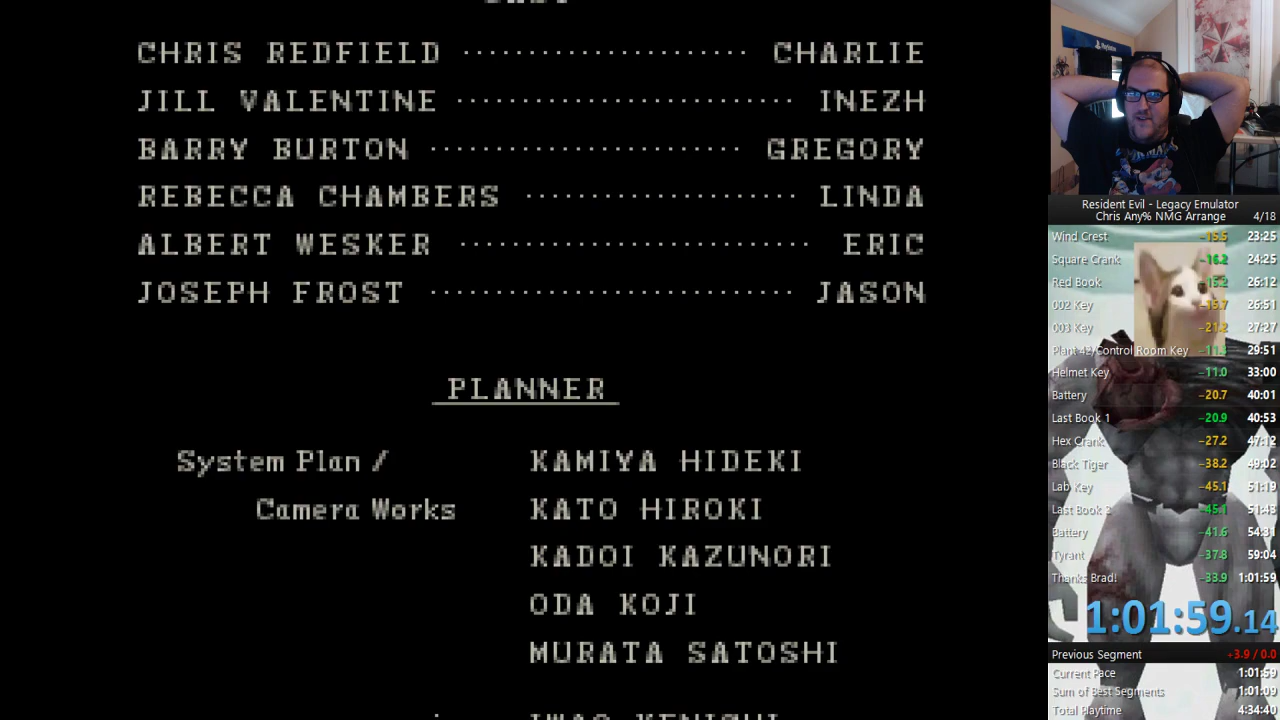 CHRIS REDFIELD ······················ CHARLIE
JILL VALENTINE ·························· INEZH
BARRY BURTON ························ GREGORY
REBECCA CHAMBERS ····················· LINDA
ALBERT WESKER ··························· ERIC
JOSEPH FROST ···························· JASON
PLANNER
System Plan / KAMIYA HIDEKI
Camera Works KATO HIROKI
KADOI KAZUNORI
ODA KOJI
MURATA SATOSHI
PlayStation
Resident Evil - Legacy Emulator
Chris Any% NMG Arrange 4/18
Wind Crest -15.5 23:25
Square Crank -16.2 24:25
Red Book -15.2 26:12
002 Key -15.7 26:51
003 Key -21.2 27:27
Plant 42/Control Room Key 29:51
Helmet Key -11.0 33:00
Battery -20.7 40:01
Last Book 1 -20.9 40:53
Hex Crank -27.2 47:12
Black Tiger -38.2 49:02
Lab Key -45.1 51:19
Last Book 2 -45.1 51:43
Battery -41.6 54:31
Tyrant -37.8 59:04
Thanks Brad! -33.9 1:01:59
1:01:59.14
Previous Segment +3.9 / 0.0
Current Pace 1:01:59
Sum of Best Segments 1:01:09
Total Playtime 4:34:40